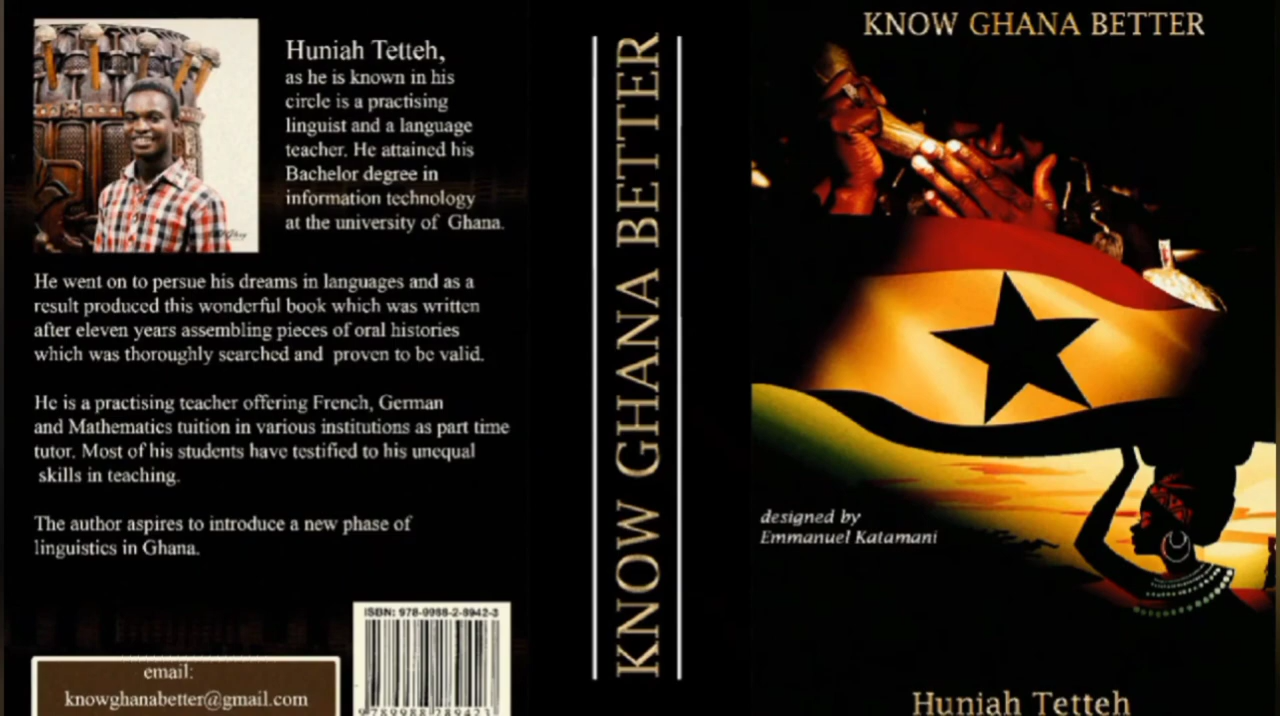 Huniah Tetteh,
as he is known in his
circle is a practising
linguist and a language
teacher. He attained his
Bachelor degree in
information technology
at the university of Ghana.
He went on to persue his dreams in languages and as a
result produced this wonderful book which was written
after eleven years assembling pieces of oral histories
which was thoroughly searched and proven to be valid.
He is a practising teacher offering French, German
and Mathematics tuition in various institutions as part time
tutor. Most of his students have testified to his unequal
skills in teaching.
The author aspires to introduce a new phase of
linguistics in Ghana.
email:
knowghanabetter@gmail.com
ISBN: 978-9988-2-8942-3
KNOW GHANA BETTER
KNOW GHANA BETTER
designed by
Emmanuel Katamani
Huniah Tetteh